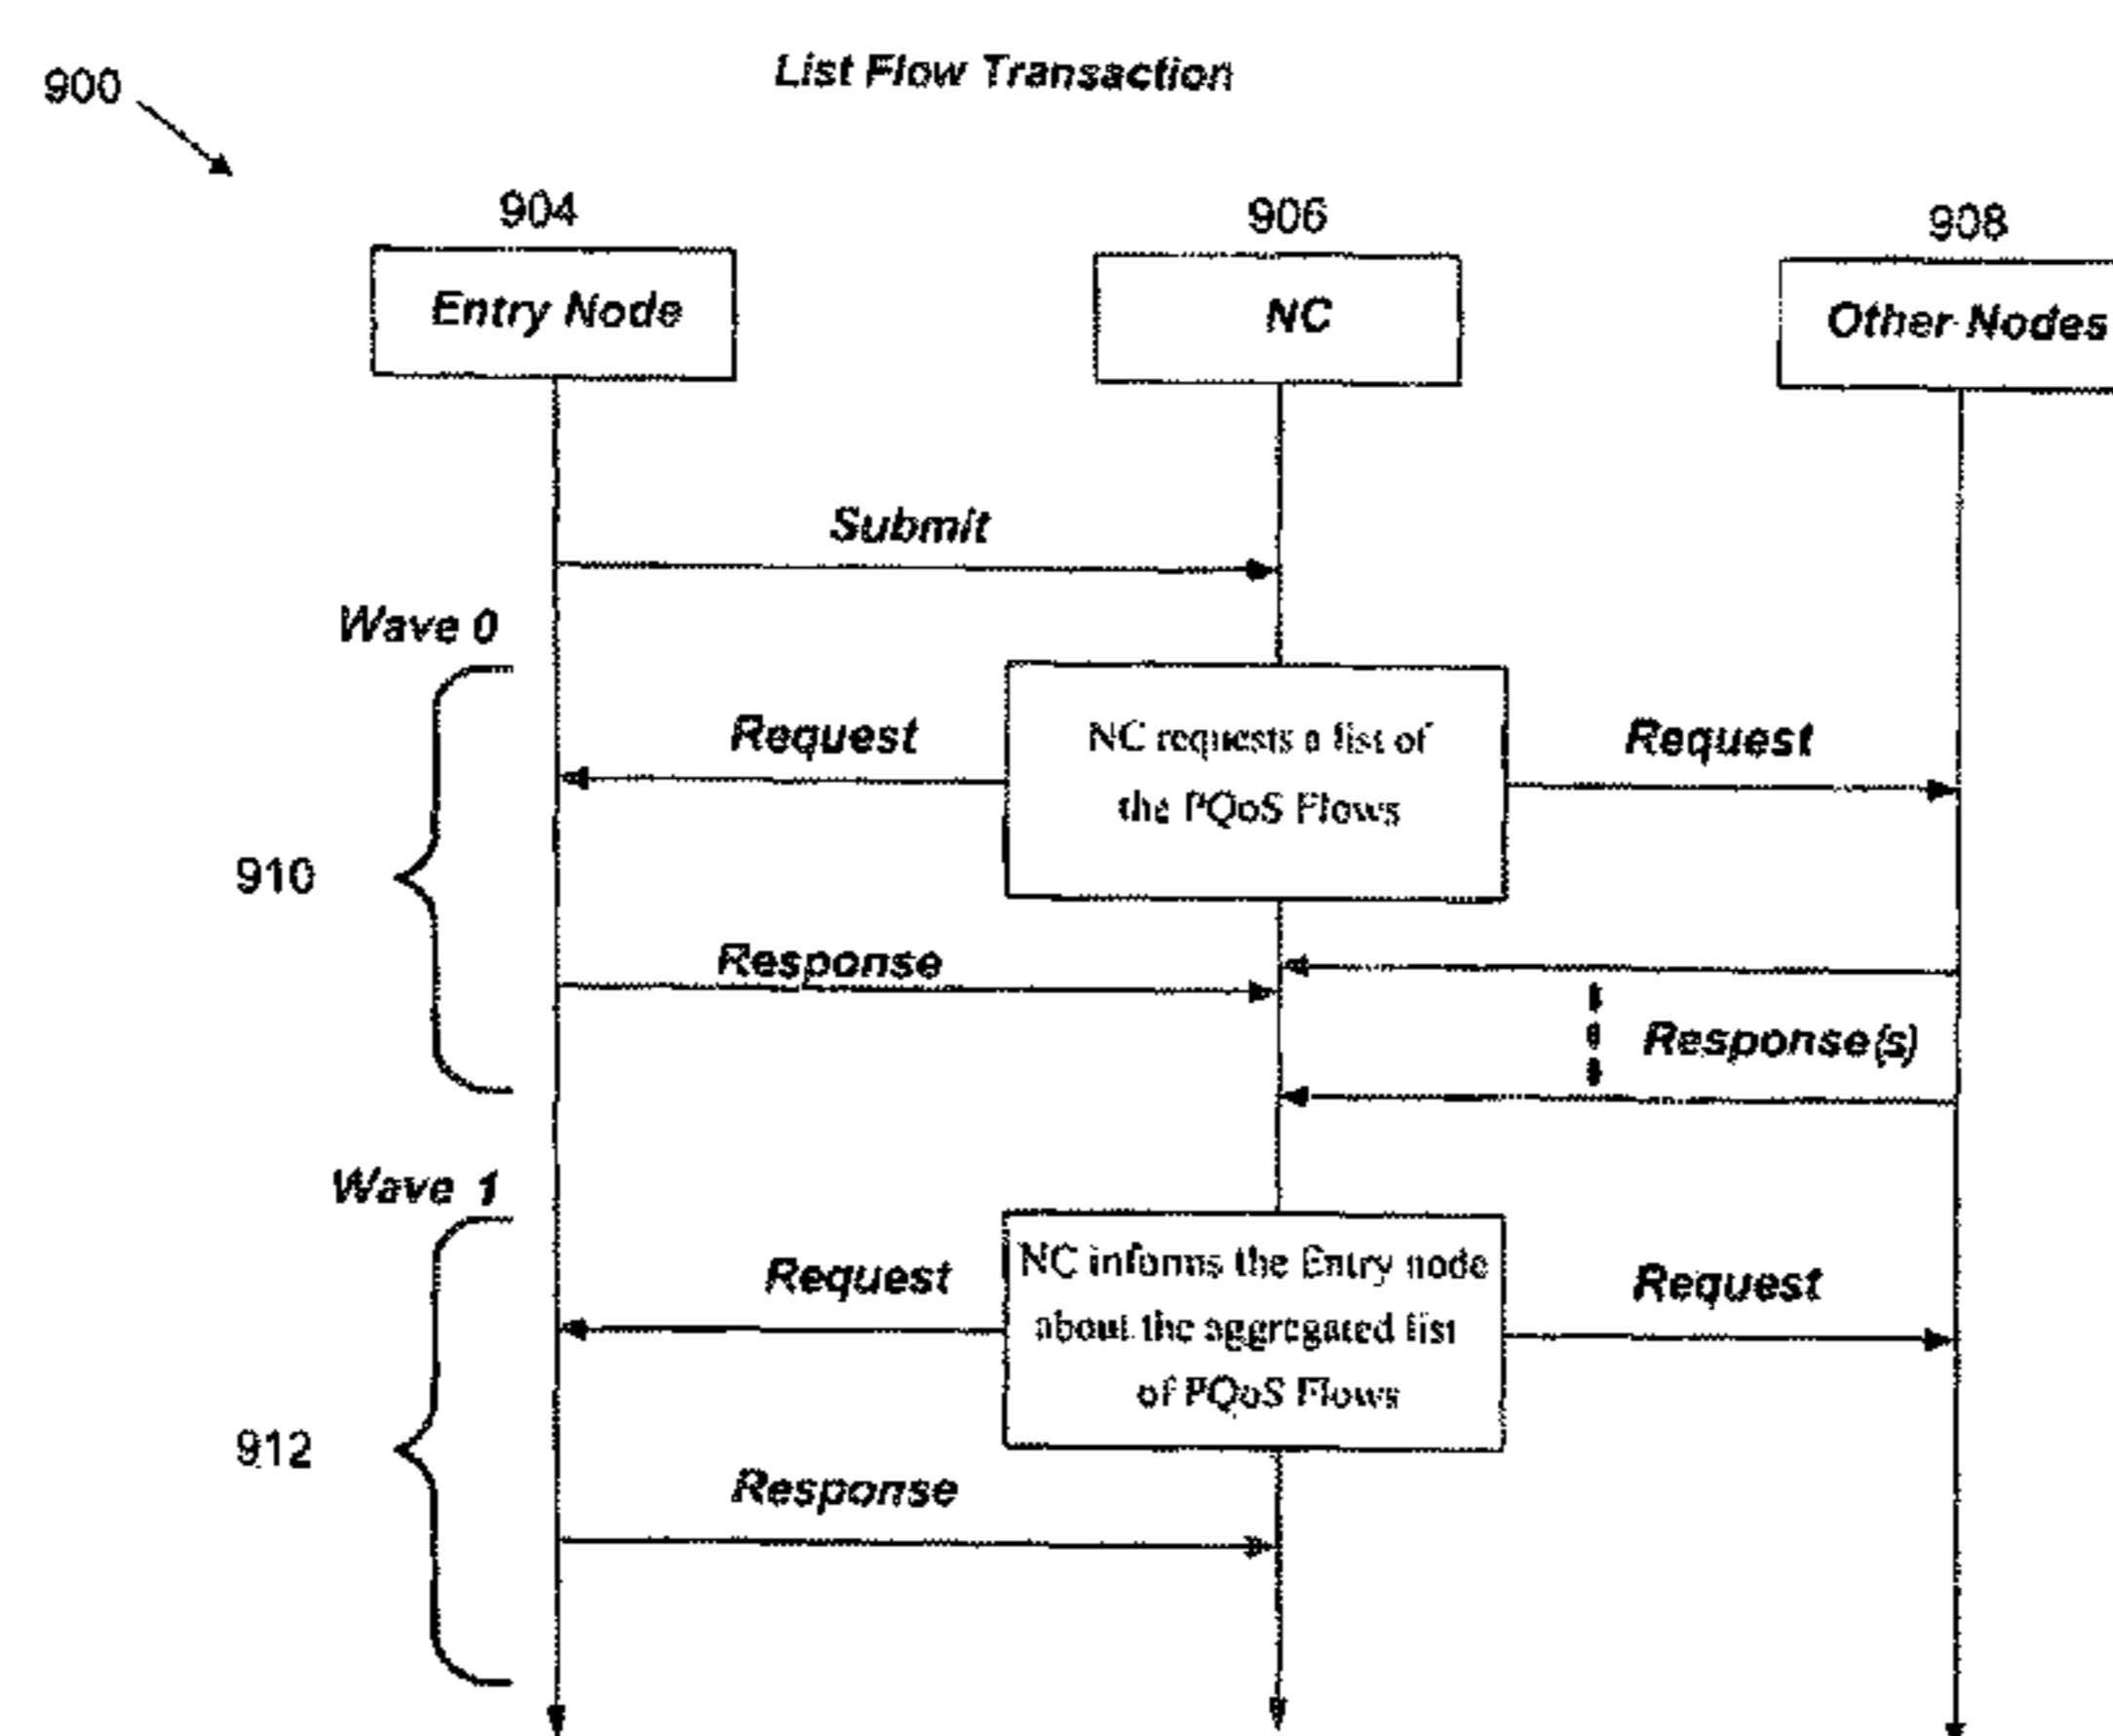 List Flow Transaction
900
904
906
908
Entry Node
NC
Other Nodes
Submit
Wave 0
Request
NC requests a list of
the PQoS Flows
Request
910
Response
Response(s)
Wave 1
Request
NC informs the Entry node
about the aggregated list
of PQoS Flows
Request
912
Response